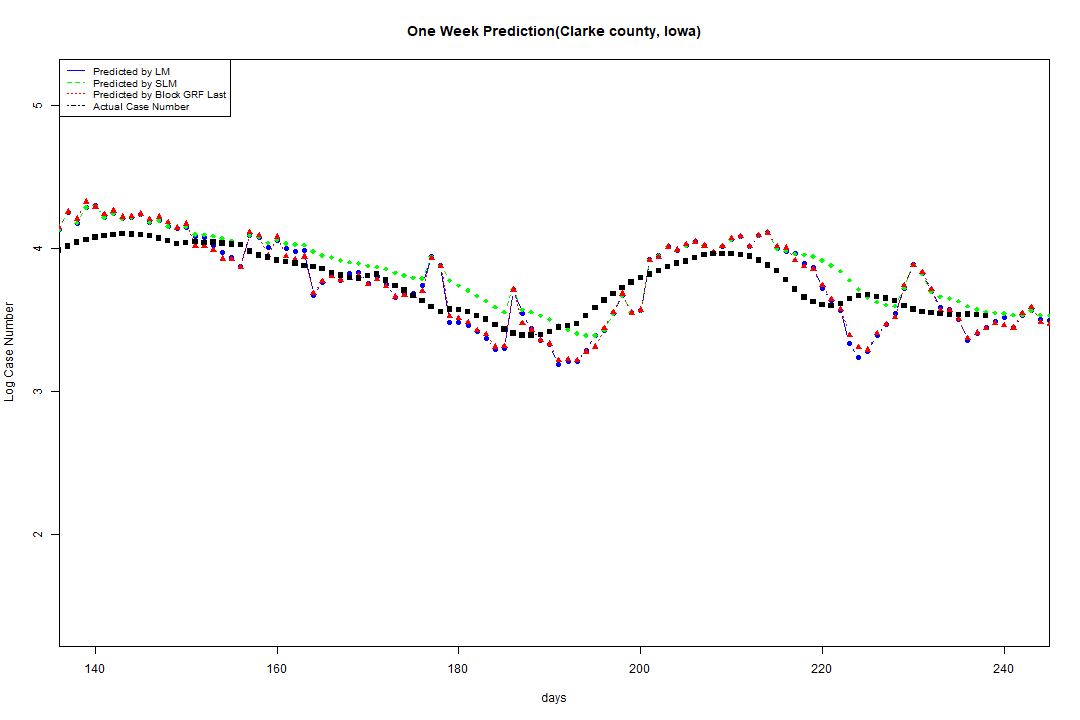 One Week Prediction(Clarke county, Iowa)
Predicted by LM
Predicted by SLM
Predicted by Block GRF Last
Actual Case Number
5
4
3
2
Log Case Number
140 160 180 200 220 240
days